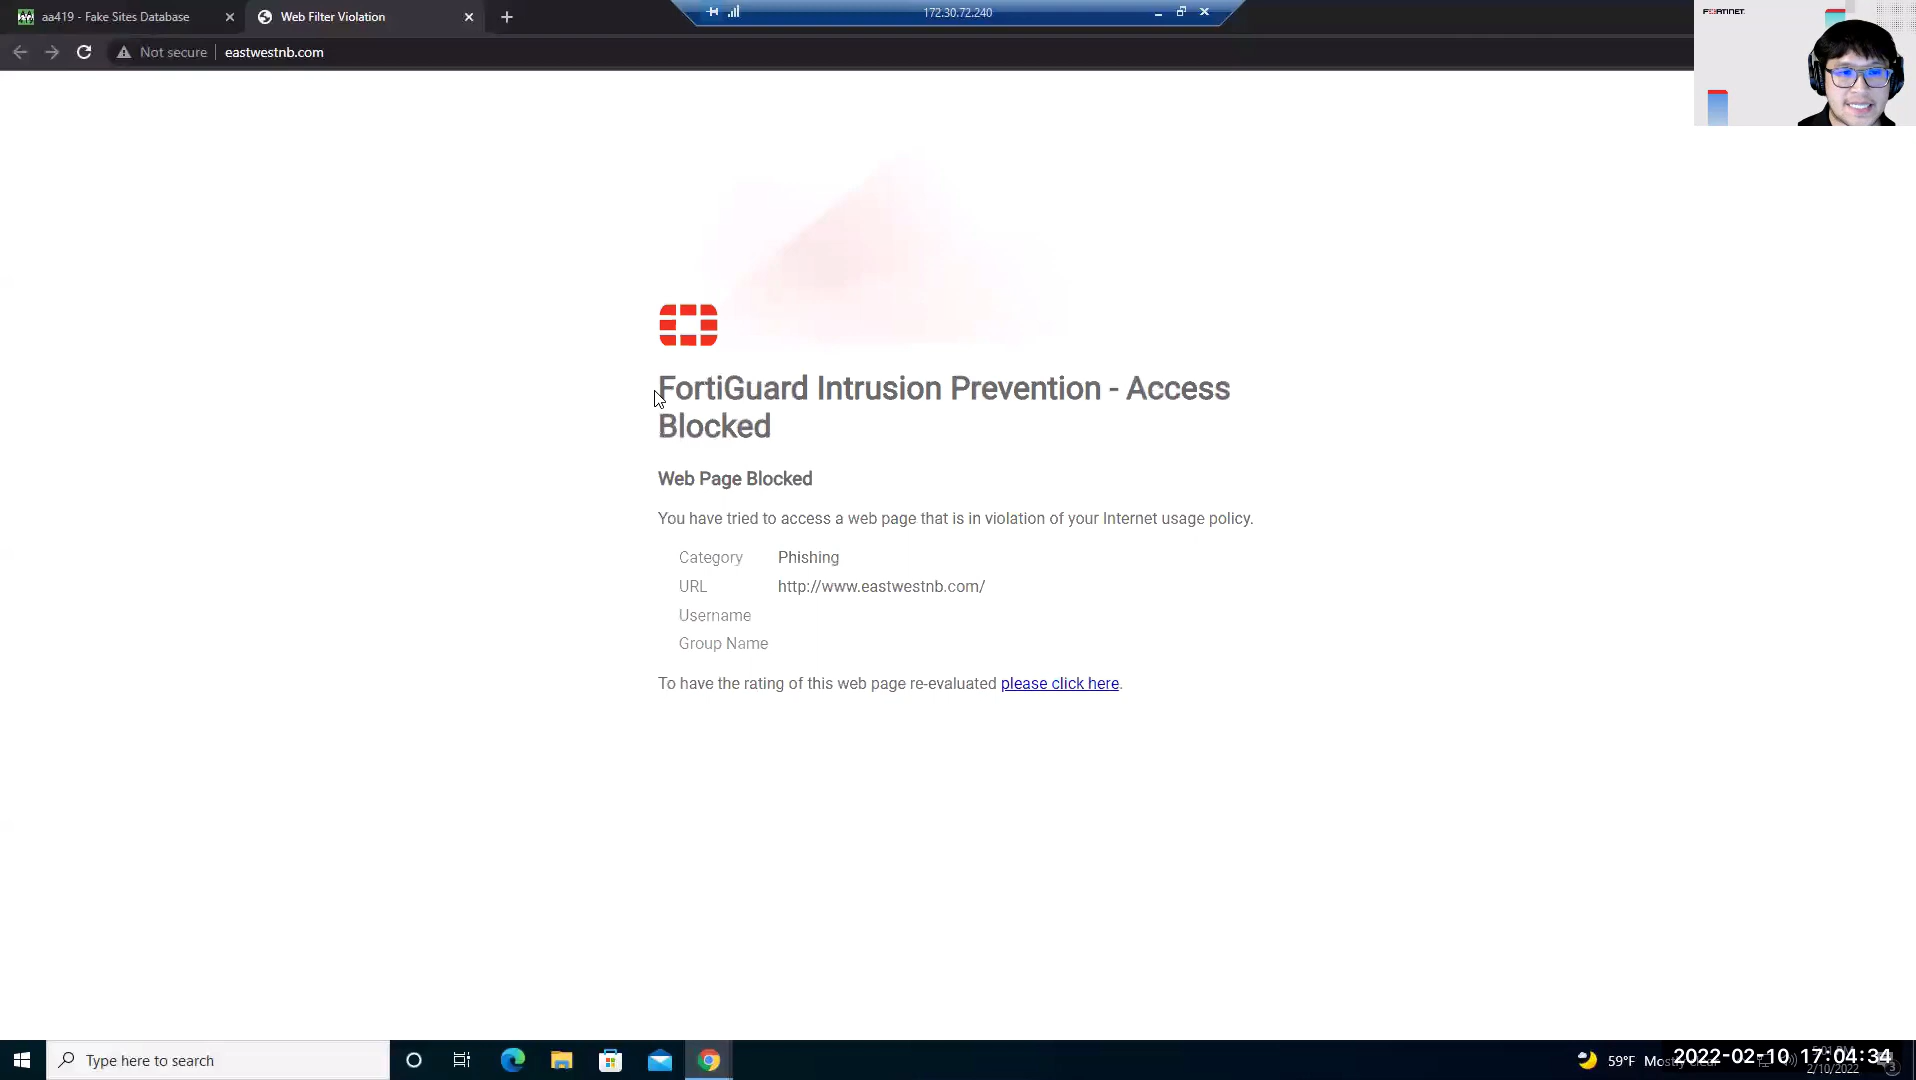 aa419 - Fake Sites Database
Web Filter Violation
172.30.72.240
Not secure
eastwestnb.com
FORTINET
FortiGuard Intrusion Prevention - Access
Blocked
Web Page Blocked
You have tried to access a web page that is in violation of your Internet usage policy.
Category Phishing
URL http://www.eastwestnb.com/
Username
Group Name
To have the rating of this web page re-evaluated please click here.
Type here to search
59°F
2022-02-10 17:04:34
2/10/2022
3